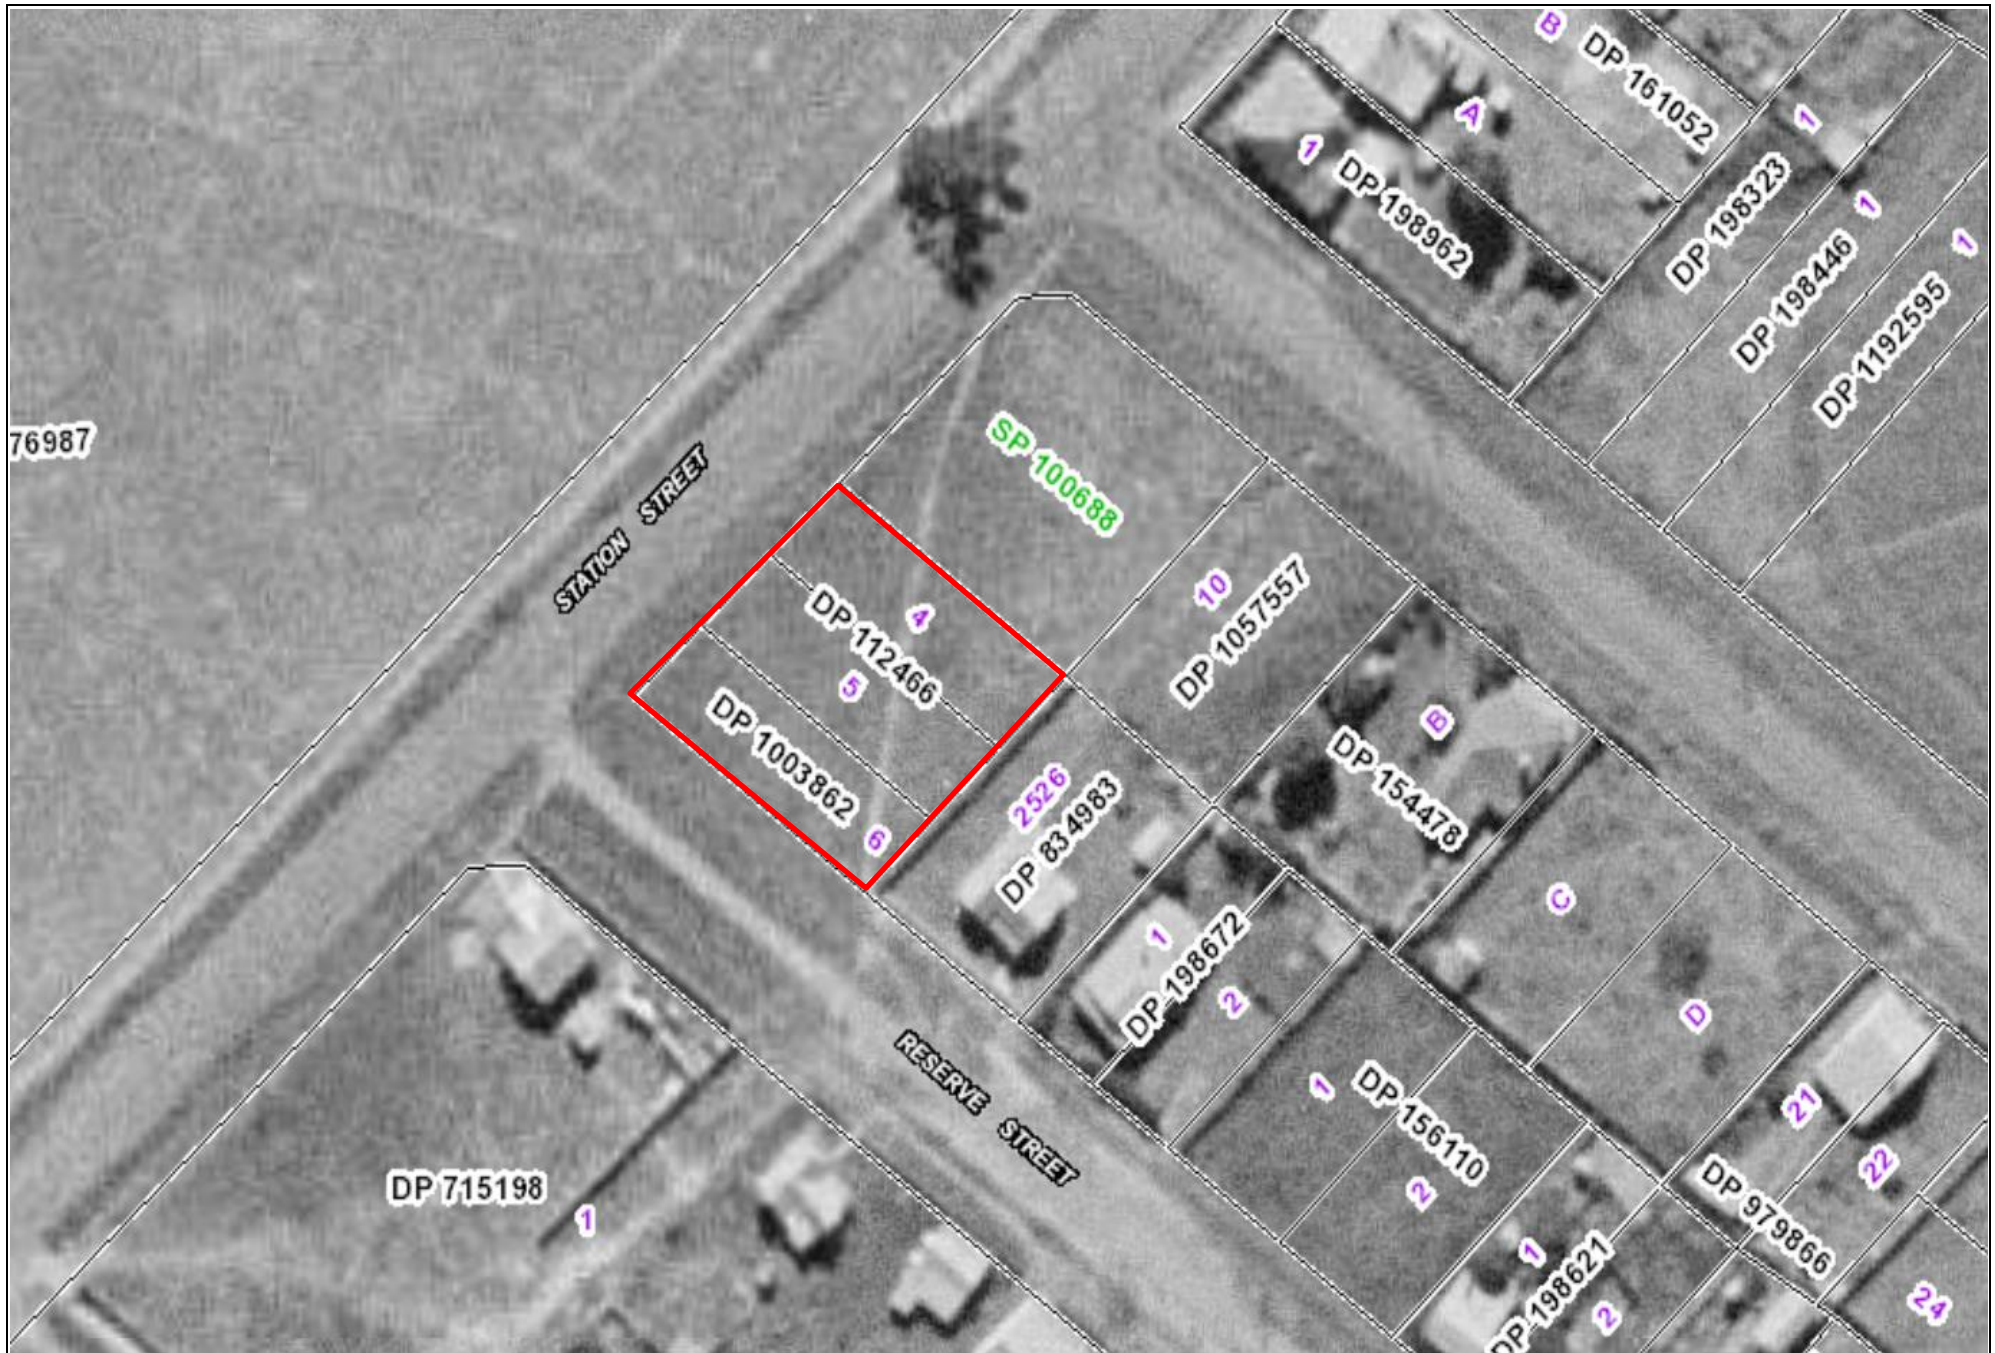 B
DP 161052
A
1
1
DP 198962
DP 198323
1
DP 198446
1
DP 1192595
76987
STATION STREET
SP 100688
10
DP 1057557
4
DP 112466
5
DP 1003862
6
2526
DP 834983
B
DP 154478
C
D
1
DP 198672
2
RESERVE STREET
1
DP 156110
2
21
22
DP 979866
24
DP 715198
1
1
DP 198621
2